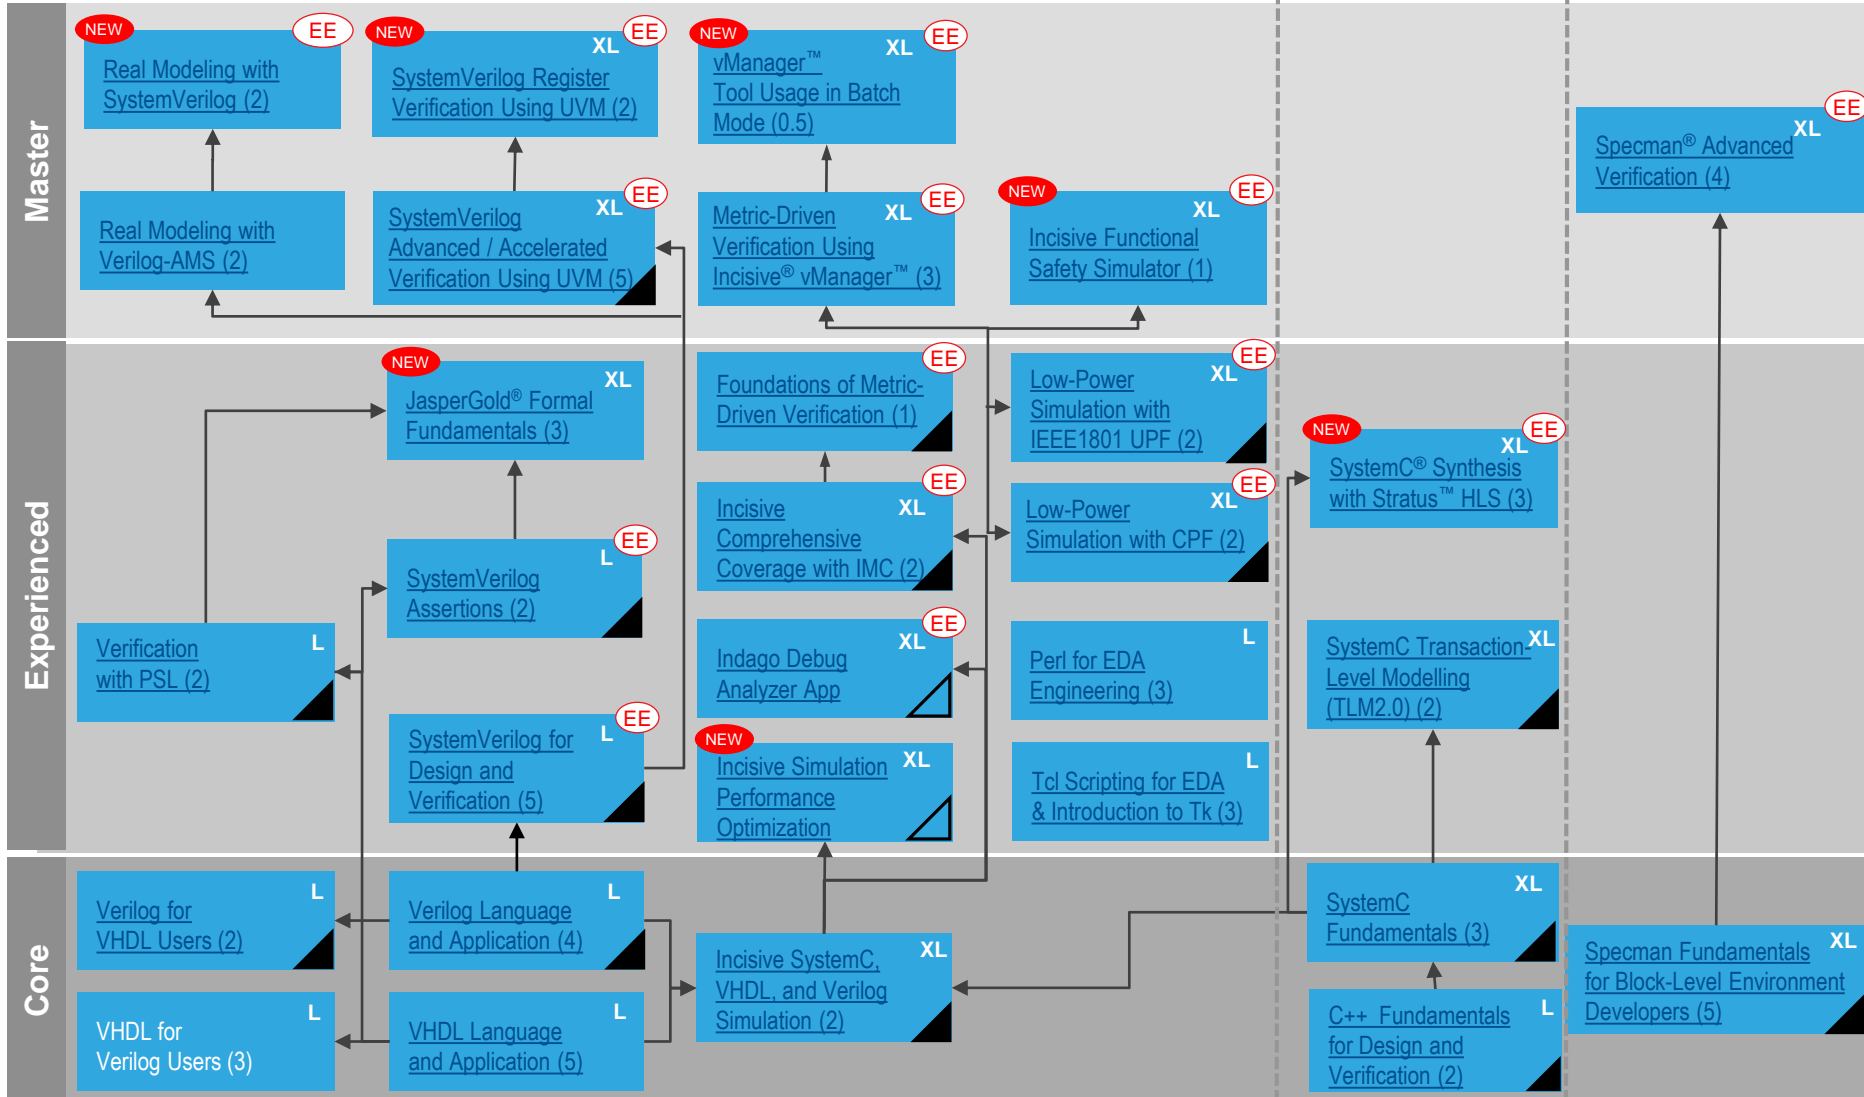 Master
NEW
EE
Real Modeling with
SystemVerilog (2)
NEW
XL
EE
SystemVerilog Register
Verification Using UVM (2)
NEW
XL
EE
vManager™
Tool Usage in Batch
Mode (0.5)
EE
XL
Specman® Advanced
Verification (4)
Real Modeling with
Verilog-AMS (2)
XL
EE
SystemVerilog
Advanced / Accelerated
Verification Using UVM (5)
XL
EE
Metric-Driven
Verification Using
Incisive® vManager™ (3)
NEW
XL
EE
Incisive Functional
Safety Simulator (1)
Experienced
NEW
XL
JasperGold® Formal
Fundamentals (3)
EE
Foundations of Metric-
Driven Verification (1)
XL
EE
Low-Power
Simulation with
IEEE1801 UPF (2)
NEW
XL
EE
SystemC® Synthesis
with Stratus™ HLS (3)
XL
EE
Incisive
Comprehensive
Coverage with IMC (2)
XL
EE
Low-Power
Simulation with CPF (2)
L
EE
SystemVerilog
Assertions (2)
L
Verification
with PSL (2)
XL
EE
Indago Debug
Analyzer App
L
Perl for EDA
Engineering (3)
XL
SystemC Transaction-
Level Modelling
(TLM2.0) (2)
L
EE
SystemVerilog for
Design and
Verification (5)
NEW
XL
Incisive Simulation
Performance
Optimization
L
Tcl Scripting for EDA
& Introduction to Tk (3)
Core
L
Verilog for
VHDL Users (2)
L
Verilog Language
and Application (4)
XL
Incisive SystemC,
VHDL, and Verilog
Simulation (2)
XL
SystemC
Fundamentals (3)
XL
Specman Fundamentals
for Block-Level Environment
Developers (5)
L
VHDL for
Verilog Users (3)
L
VHDL Language
and Application (5)
L
C++ Fundamentals
for Design and
Verification (2)